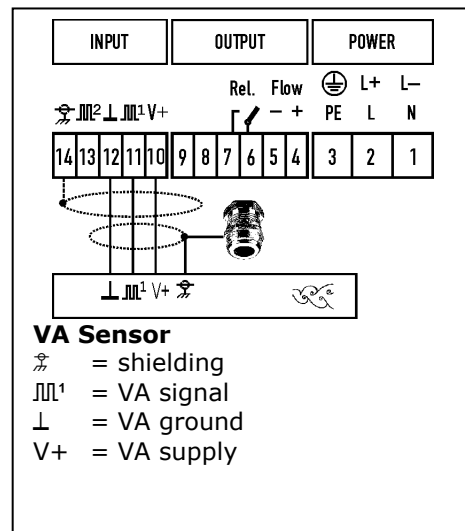 INPUT OUTPUT POWER
Rel. Flow L+ L−
⏚ ⎍² ⊥ ⎍¹ V+ − + PE L N
14 13 12 11 10 9 8 7 6 5 4 3 2 1
⊥ ⎍¹ V+
VA Sensor
= shielding
⎍¹ = VA signal
⊥ = VA ground
V+ = VA supply